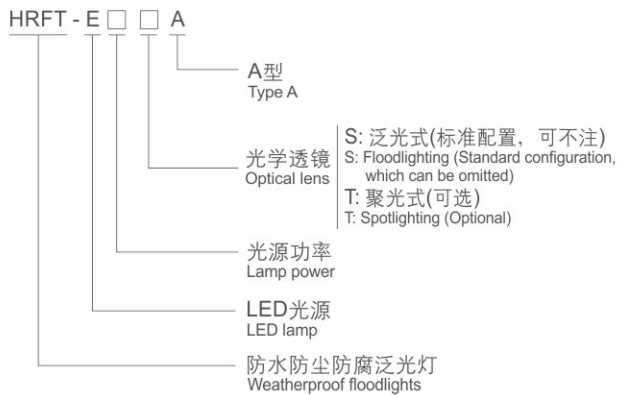 HRFT - E □ □ A
A型
Type A
光学透镜
Optical lens
S: 泛光式(标准配置，可不注)
S: Floodlighting (Standard configuration,
which can be omitted)
T: 聚光式(可选)
T: Spotlighting (Optional)
光源功率
Lamp power
LED光源
LED lamp
防水防尘防腐泛光灯
Weatherproof floodlights